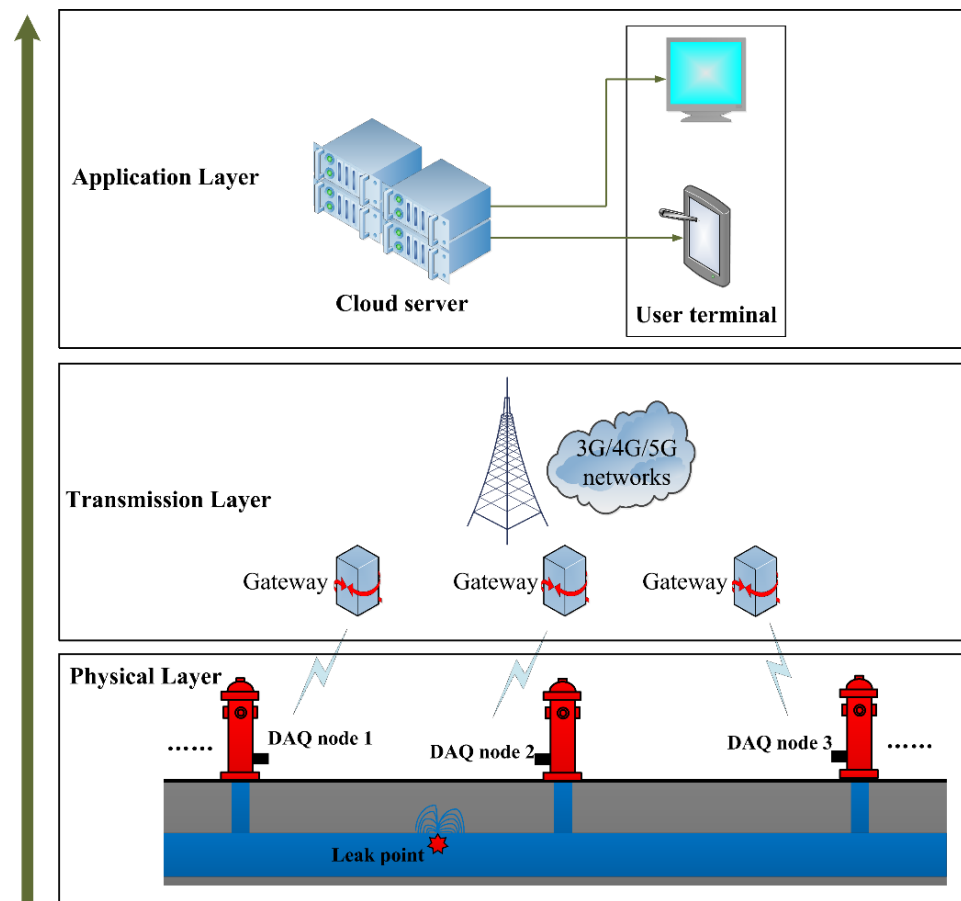 Application Layer
Cloud server
User terminal
3G/4G/5G
networks
Transmission Layer
Gateway
Gateway
Gateway
Physical Layer
DAQ node 1
DAQ node 2
DAQ node 3
......
......
Leak point